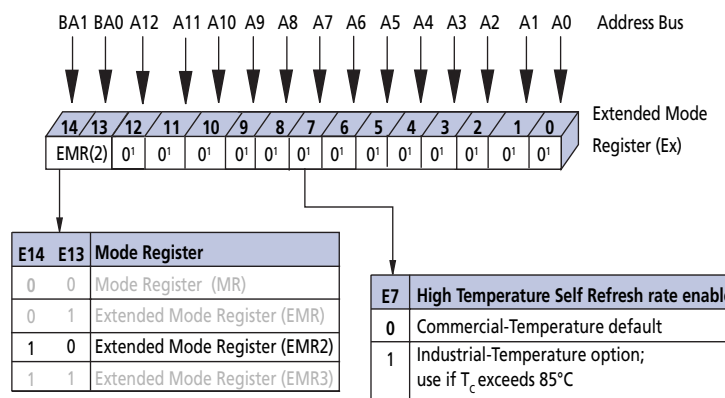 BA1 BA0 A12 A11 A10 A9 A8 A7 A6 A5 A4 A3 A2 A1 A0 Address Bus
14 13 12 11 10 9 8 7 6 5 4 3 2 1 0 Extended Mode
EMR(2) 0¹ 0¹ 0¹ 0¹ 0¹ 0¹ 0¹ 0¹ 0¹ 0¹ 0¹ 0¹ 0¹ Register (Ex)
E14 E13 Mode Register
0 0 Mode Register (MR)
0 1 Extended Mode Register (EMR)
1 0 Extended Mode Register (EMR2)
1 1 Extended Mode Register (EMR3)
E7 High Temperature Self Refresh rate enabl
0 Commercial-Temperature default
1 Industrial-Temperature option;
use if Tc exceeds 85°C